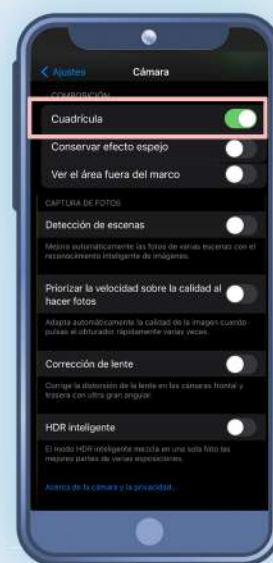 Ajustes
Cámara
COMPOSICIÓN
Cuadrícula
Conservar efecto espejo
Ver el área fuera del marco
CAPTURA DE FOTOS
Detección de escenas
Mejora automáticamente las fotos de varias escenas con el
reconocimiento inteligente de imágenes.
Priorizar la velocidad sobre la calidad al
hacer fotos
Adapta automáticamente la calidad de la imagen cuando
pulsas el obturador rápidamente varias veces.
Corrección de lente
Corrige la distorsión de la lente en las cámaras frontal y
trasera con ultra gran angular.
HDR inteligente
El modo HDR inteligente mezcla en una sola foto las
mejores partes de varias exposiciones.
Acerca de la cámara y la privacidad...